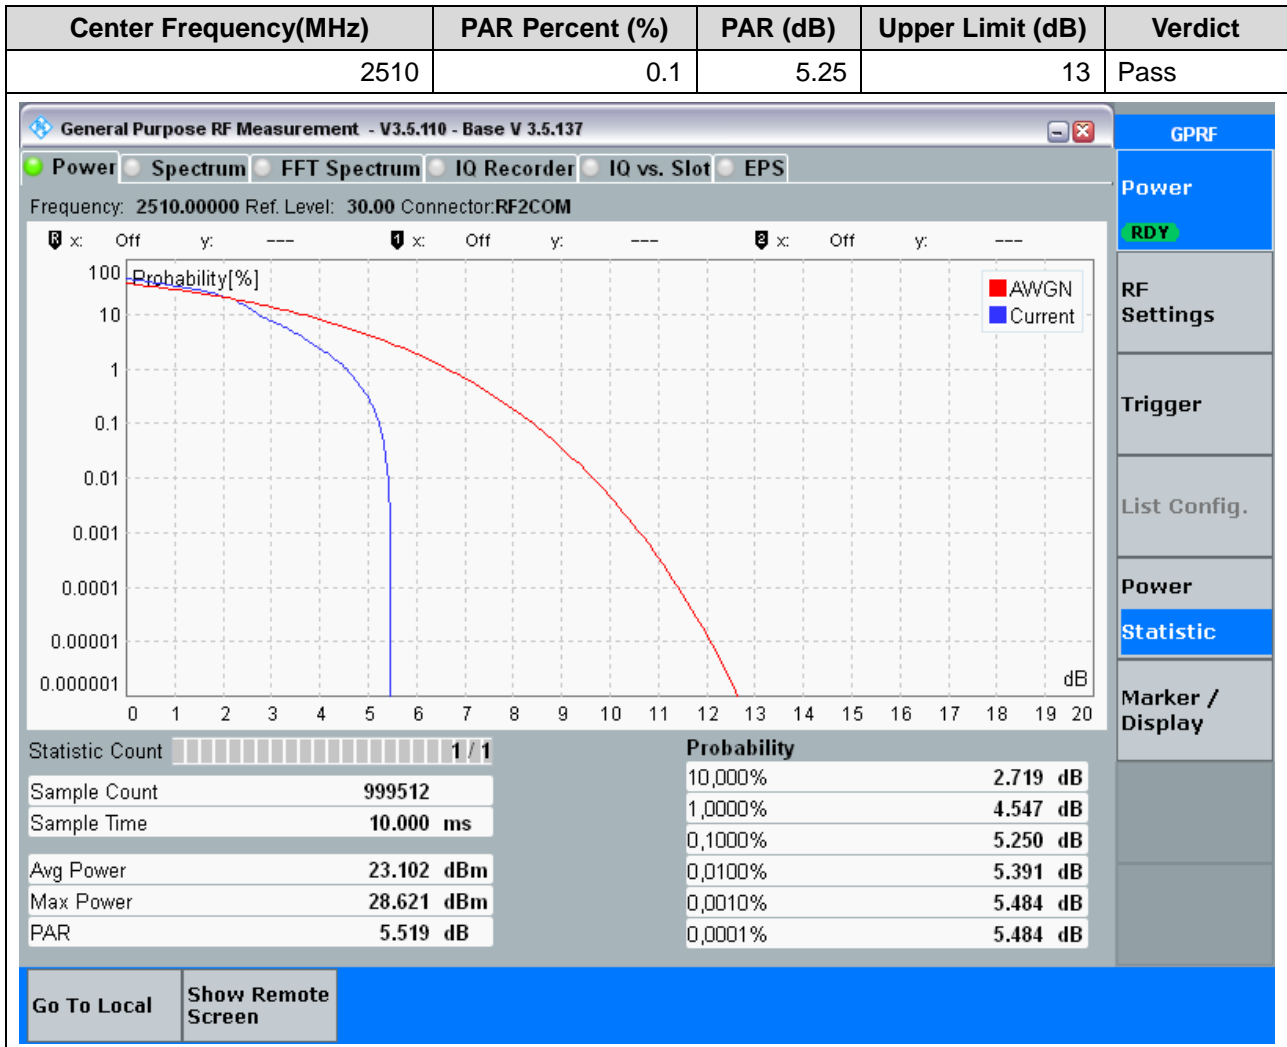 Center Frequency(MHz) PAR Percent (%) PAR (dB) Upper Limit (dB) Verdict
2510 0.1 5.25 13 Pass
General Purpose RF Measurement - V3.5.110 - Base V 3.5.137
GPRF
Power Spectrum FFT Spectrum IQ Recorder IQ vs. Slot EPS
Power
RDY
Frequency: 2510.00000 Ref. Level: 30.00 Connector:RF2COM
R x: Off y: --- 1 x: Off y: --- 2 x: Off y: ---
Probability[%]
AWGN
Current
100
10
1
0.1
0.01
0.001
0.0001
0.00001
0.000001
dB
0 1 2 3 4 5 6 7 8 9 10 11 12 13 14 15 16 17 18 19 20
RF
Settings
Trigger
List Config.
Power
Statistic
Marker /
Display
Statistic Count 1 / 1
Sample Count 999512
Sample Time 10.000 ms
Avg Power 23.102 dBm
Max Power 28.621 dBm
PAR 5.519 dB
Probability
10,000% 2.719 dB
1,0000% 4.547 dB
0,1000% 5.250 dB
0,0100% 5.391 dB
0,0010% 5.484 dB
0,0001% 5.484 dB
Go To Local
Show Remote
Screen